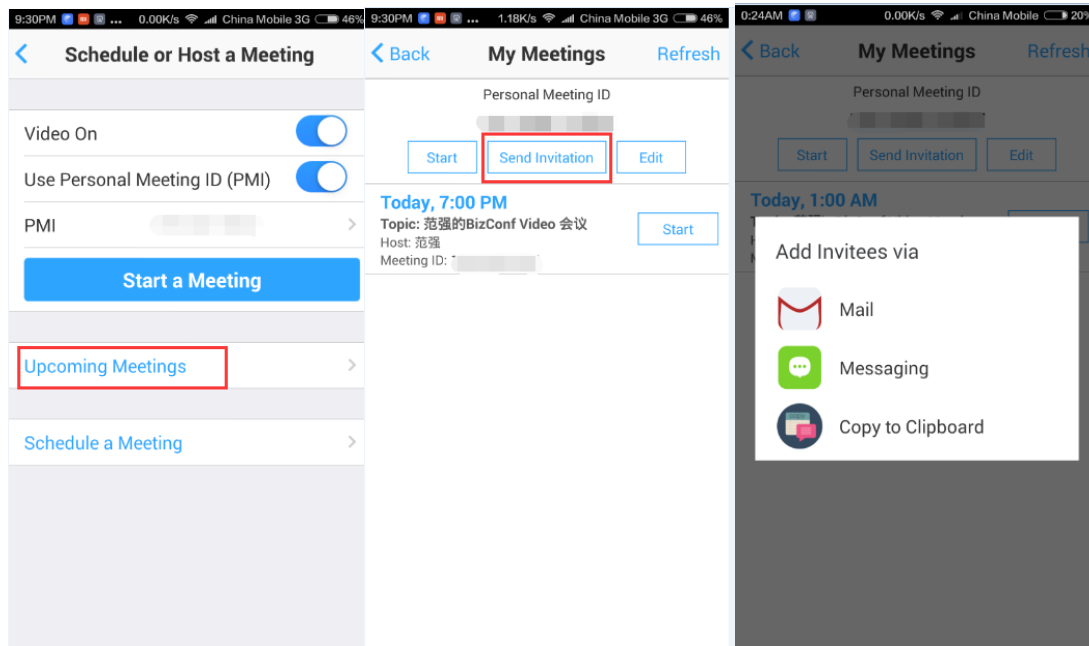 9:30PM ... 0.00K/s China Mobile 3G 46%
Schedule or Host a Meeting
Video On
Use Personal Meeting ID (PMI)
PMI
Start a Meeting
Upcoming Meetings
Schedule a Meeting
9:30PM ... 1.18K/s China Mobile 3G 46%
Back My Meetings Refresh
Personal Meeting ID
Start Send Invitation Edit
Today, 7:00 PM
Topic: 范强的BizConf Video 会议
Host: 范强
Start
Meeting ID:
0:24AM 0.00K/s China Mobile 20%
Back My Meetings Refresh
Personal Meeting ID
Start Send Invitation Edit
Today, 1:00 AM
Add Invitees via
Mail
Messaging
Copy to Clipboard